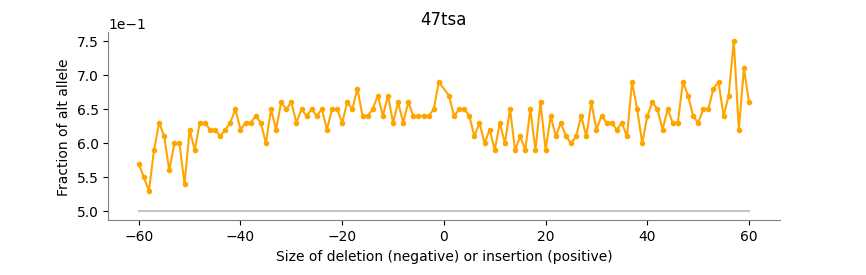 47tsa
1e−1
7.5
7.0
6.5
6.0
5.5
5.0
Fraction of alt allele
−60 −40 −20 0 20 40 60
Size of deletion (negative) or insertion (positive)